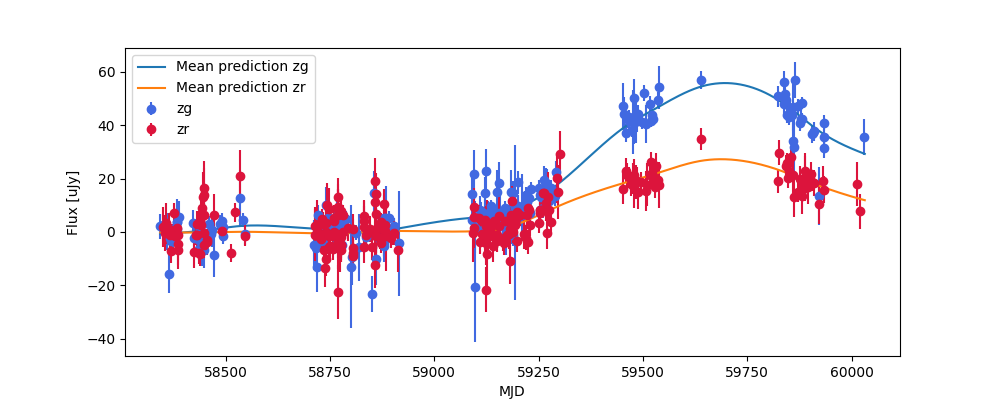 Mean prediction zg
Mean prediction zr
zg
zr
Flux [uJy]
60
40
20
0
−20
−40
58500
58750
59000
59250
59500
59750
60000
MJD